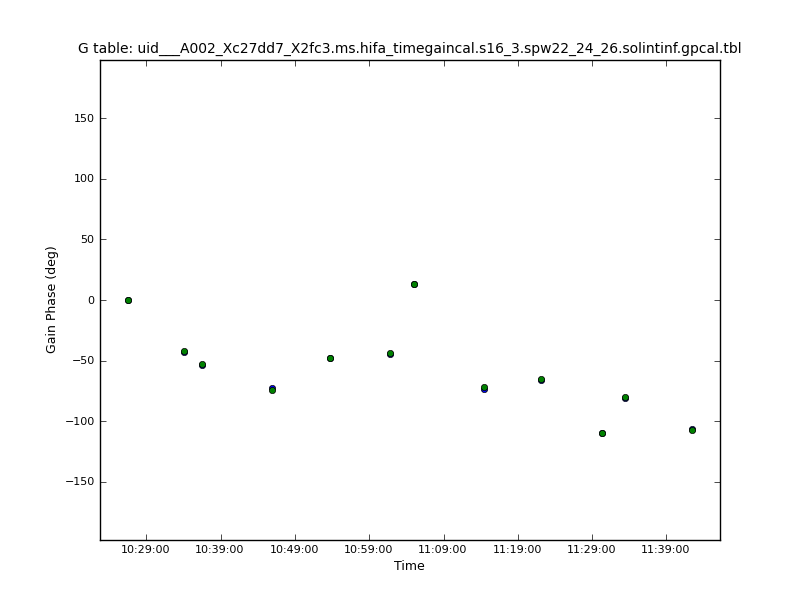 G table: uid___A002_Xc27dd7_X2fc3.ms.hifa_timegaincal.s16_3.spw22_24_26.solintinf.gpcal.tbl
150
100
50
0
−50
−100
−150
Gain Phase (deg)
10:29:00 10:39:00 10:49:00 10:59:00 11:09:00 11:19:00 11:29:00 11:39:00
Time